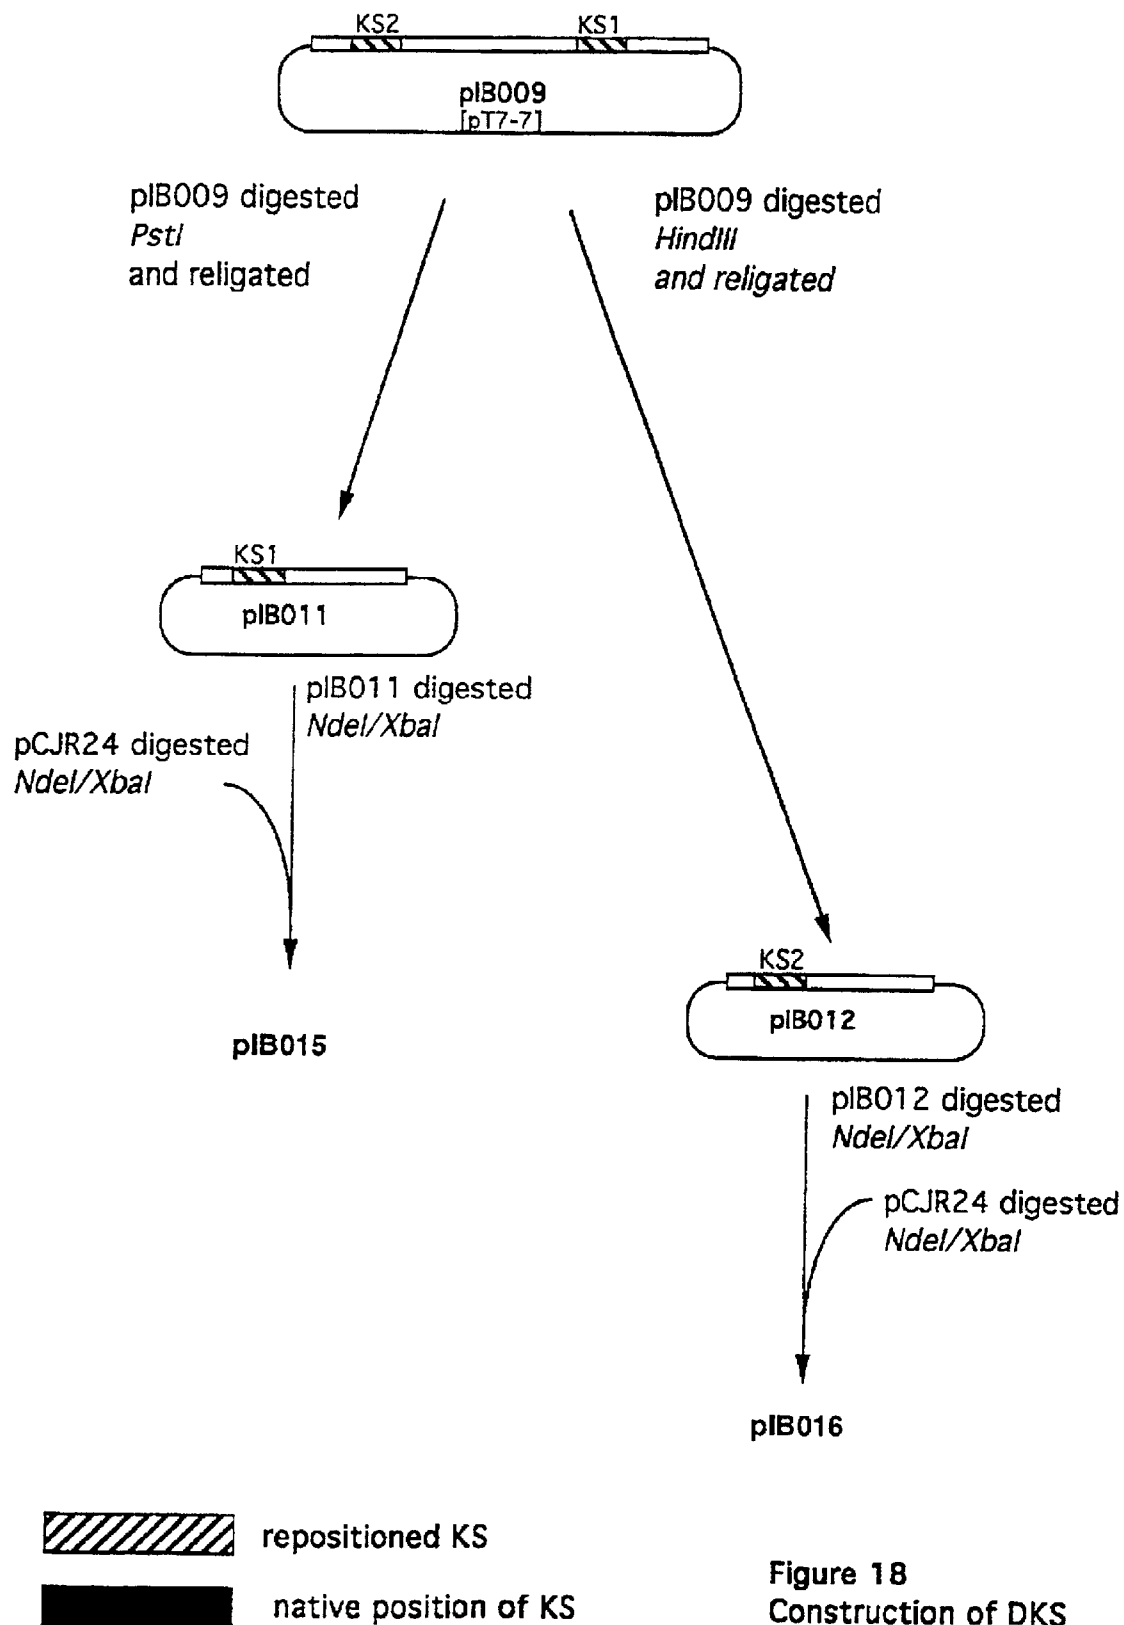 KS2
KS1
pIB009
[pT7-7]
pIB009 digested
PstI
and religated
pIB009 digested
HindIII
and religated
KS1
pIB011
pIB011 digested
NdeI/XbaI
pCJR24 digested
NdeI/XbaI
pIB015
KS2
pIB012
pIB012 digested
NdeI/XbaI
pCJR24 digested
NdeI/XbaI
pIB016
repositioned KS
native position of KS
Figure 18
Construction of DKS